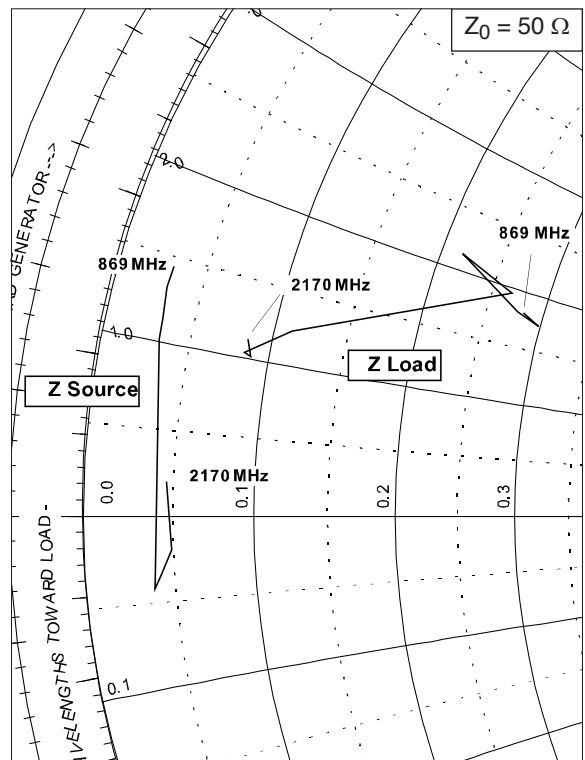 Z0 = 50 Ω
0.2
869 MHz
869 MHz
2170 MHz
0.1
Z Load
Z Source
2170 MHz
0.0
0.1
0.2
0.3
0.1
D GENERATOR--->
AVELENGTHS TOWARD LOAD-